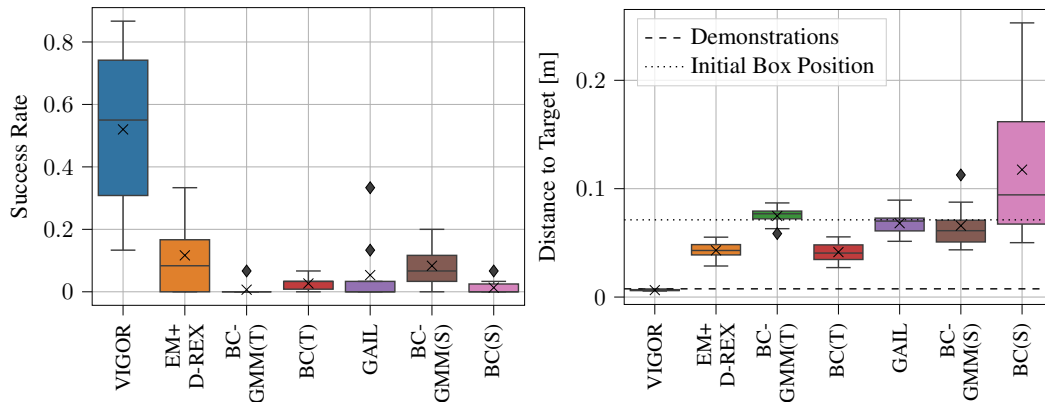 Success Rate
0.8
0.6
0.4
0.2
0
VIGOR
EM+
D-REX
BC-
GMM(T)
BC(T)
GAIL
BC-
GMM(S)
BC(S)
Distance to Target [m]
0.2
0.1
0
Demonstrations
Initial Box Position
VIGOR
EM+
D-REX
BC-
GMM(T)
BC(T)
GAIL
BC-
GMM(S)
BC(S)